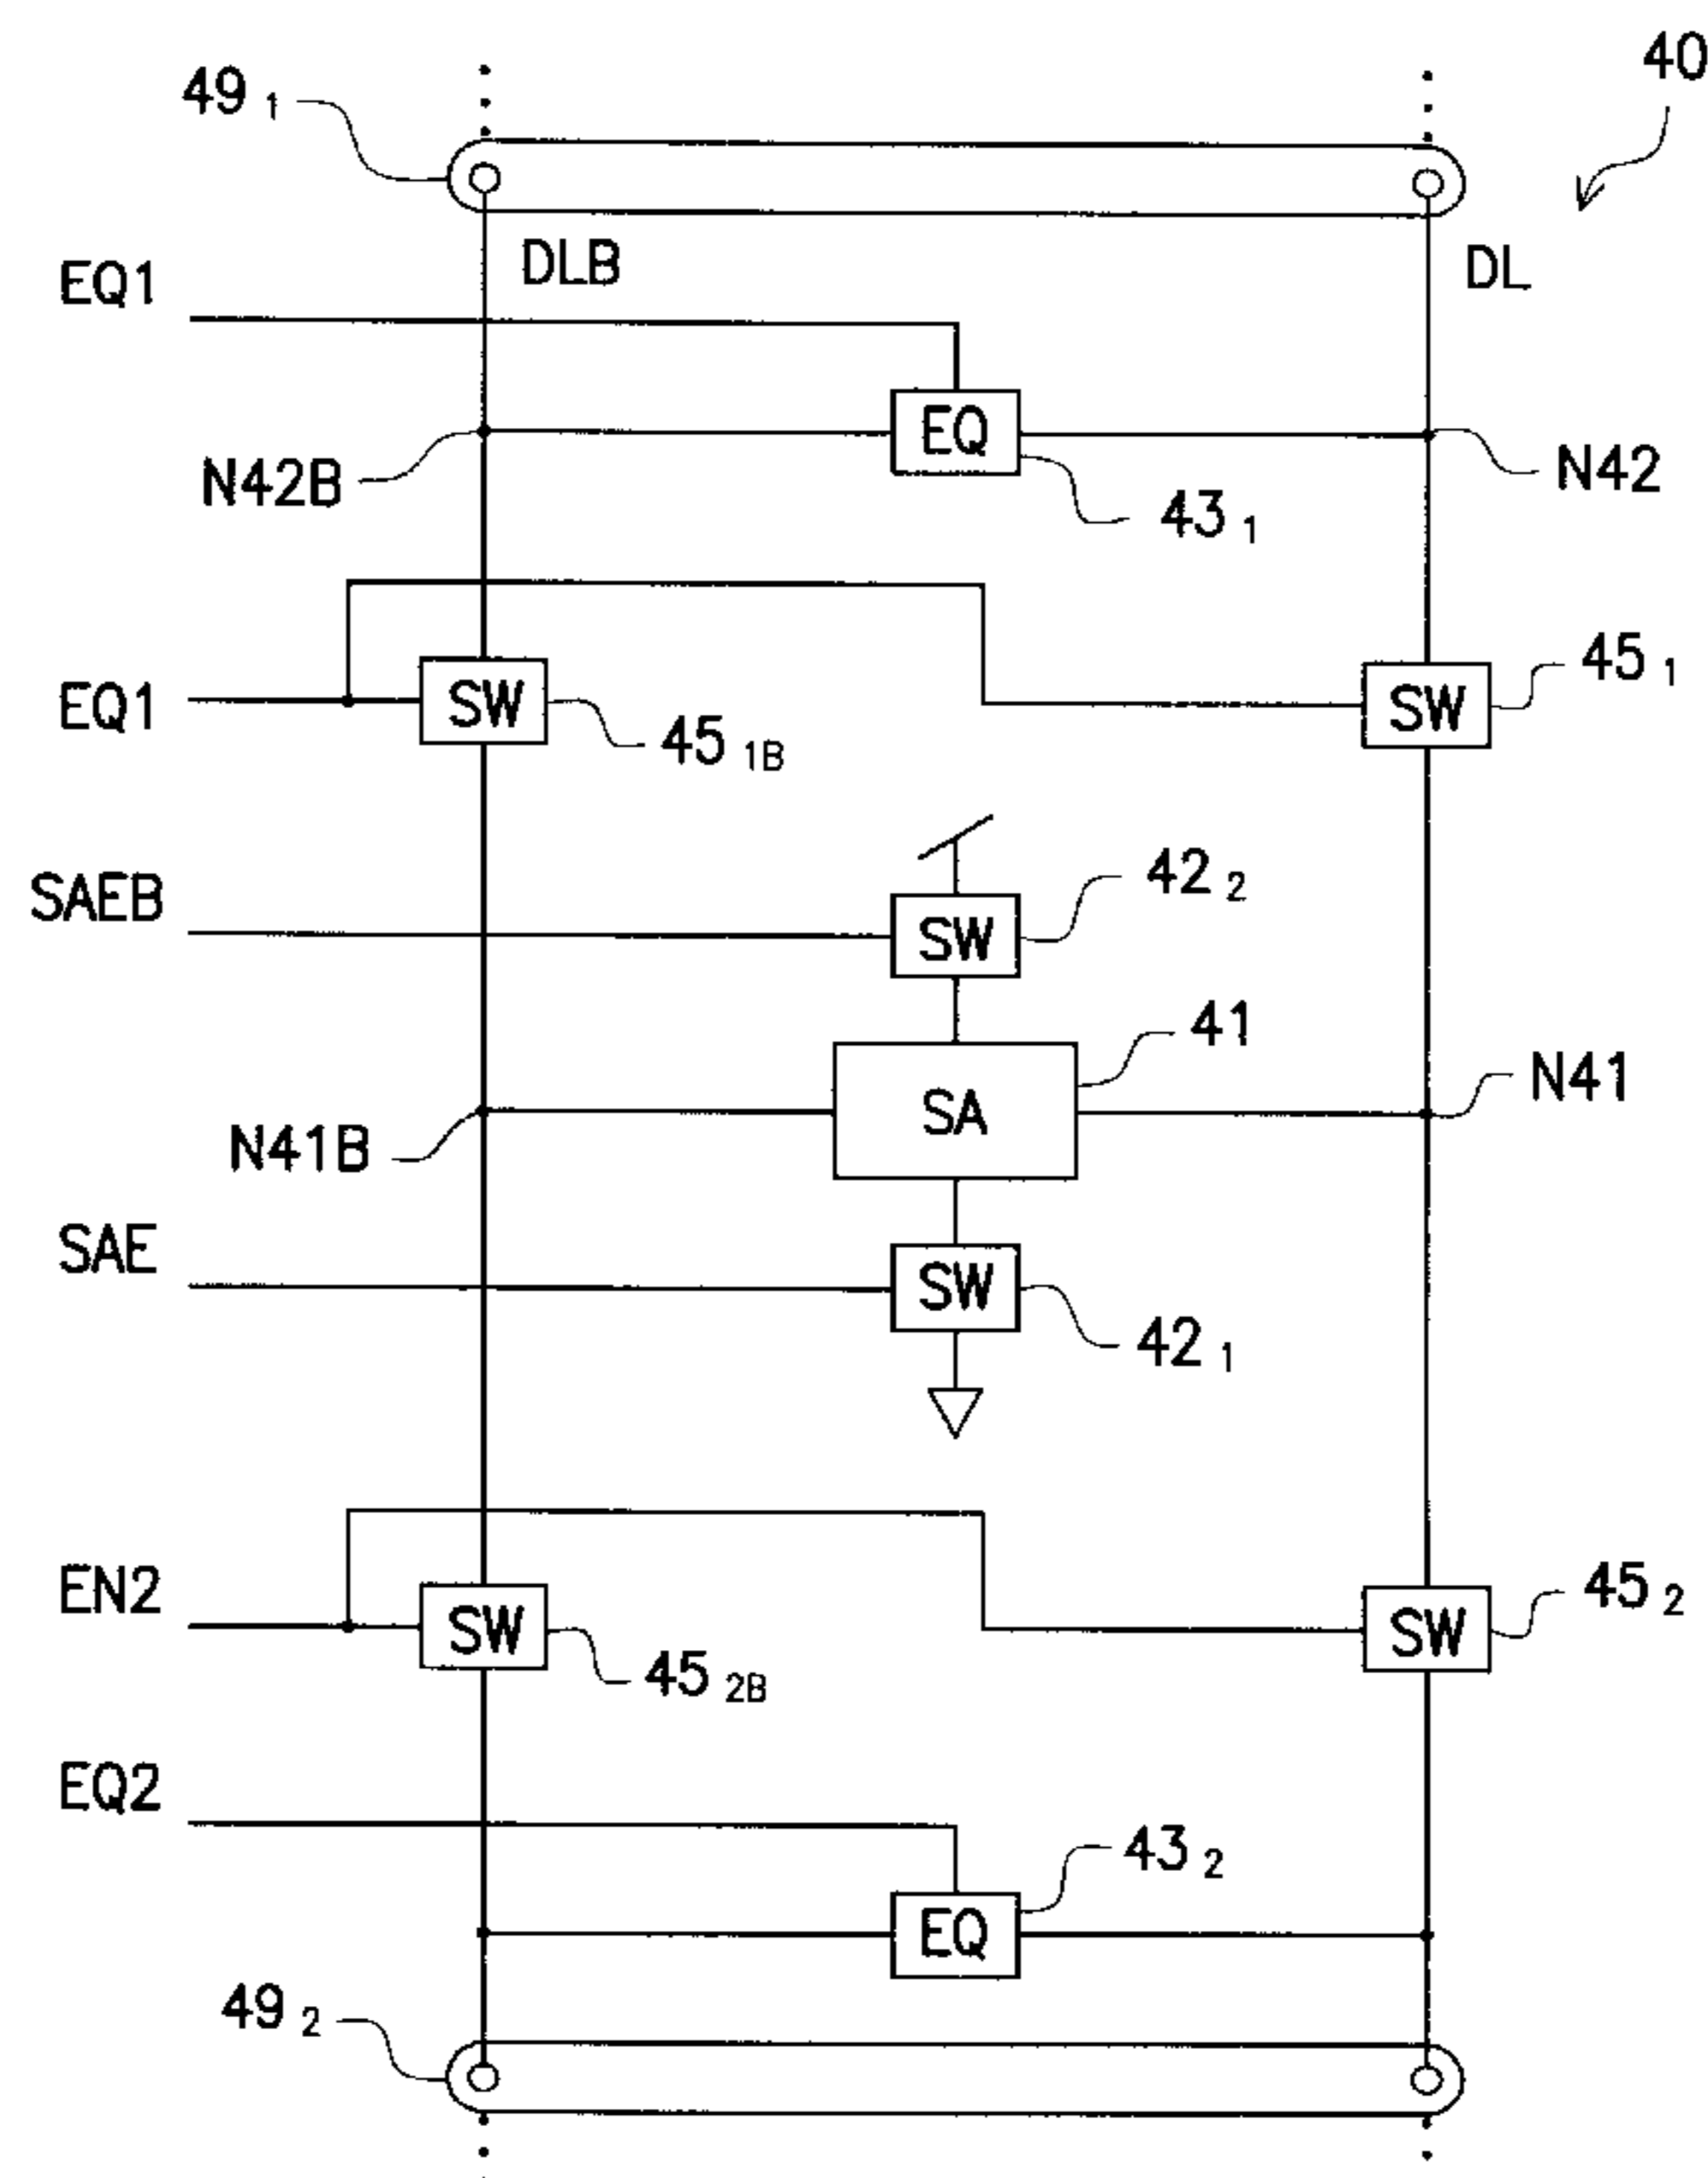 40
49 1
DLB
DL
EQ1
EQ
N42B
N42
43 1
EQ1
SW
45 1B
SW
45 1
SAEB
SW
42 2
41
SA
N41B
N41
SAE
SW
42 1
EN2
SW
45 2B
SW
45 2
EQ2
43 2
EQ
49 2